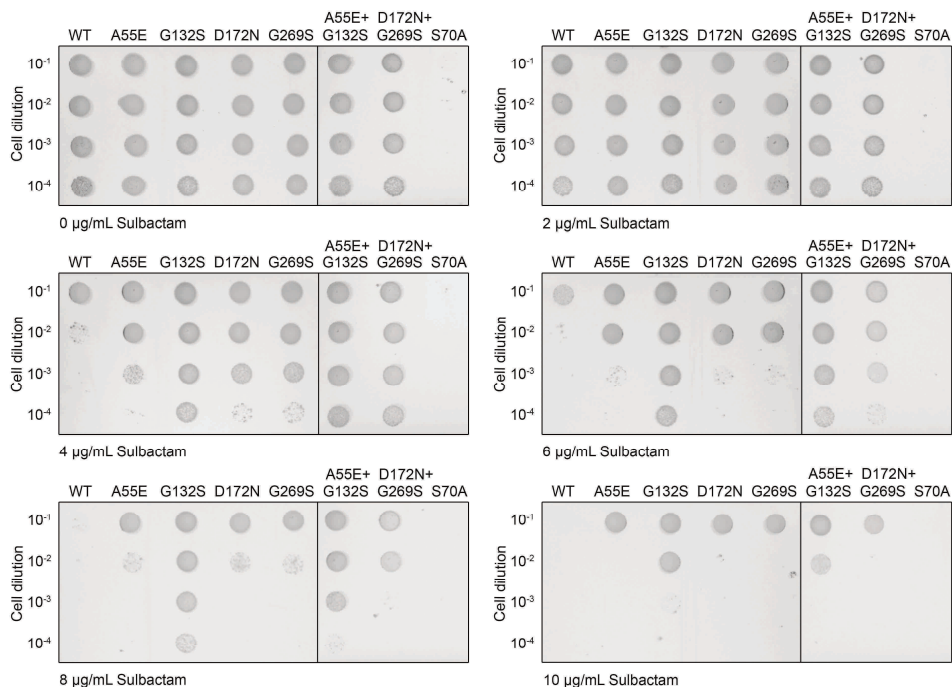 A55E+ D172N+
WT A55E G132S D172N G269S G132S G269S S70A
Cell dilution
10⁻¹
10⁻²
10⁻³
10⁻⁴
0 µg/mL Sulbactam
A55E+ D172N+
WT A55E G132S D172N G269S G132S G269S S70A
Cell dilution
10⁻¹
10⁻²
10⁻³
10⁻⁴
2 µg/mL Sulbactam
A55E+ D172N+
WT A55E G132S D172N G269S G132S G269S S70A
Cell dilution
10⁻¹
10⁻²
10⁻³
10⁻⁴
4 µg/mL Sulbactam
A55E+ D172N+
WT A55E G132S D172N G269S G132S G269S S70A
Cell dilution
10⁻¹
10⁻²
10⁻³
10⁻⁴
6 µg/mL Sulbactam
A55E+ D172N+
WT A55E G132S D172N G269S G132S G269S S70A
Cell dilution
10⁻¹
10⁻²
10⁻³
10⁻⁴
8 µg/mL Sulbactam
A55E+ D172N+
WT A55E G132S D172N G269S G132S G269S S70A
Cell dilution
10⁻¹
10⁻²
10⁻³
10⁻⁴
10 µg/mL Sulbactam